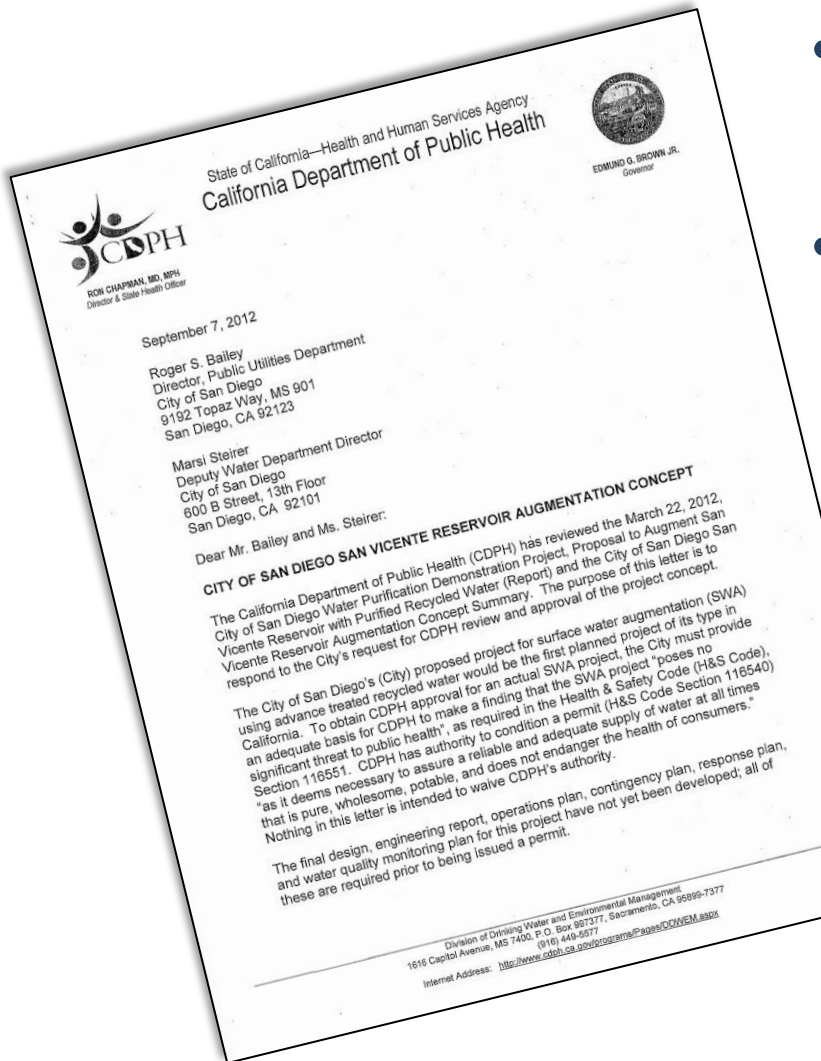 State of California—Health and Human Services Agency
California Department of Public Health
CDPH
RON CHAPMAN, MD, MPH
Director & State Health Officer
EDMUND G. BROWN JR.
Governor
September 7, 2012
Roger S. Bailey
Director, Public Utilities Department
City of San Diego
9192 Topaz Way, MS 901
San Diego, CA 92123
Marsi Steirer
Deputy Water Department Director
City of San Diego
600 B Street, 13th Floor
San Diego, CA 92101
Dear Mr. Bailey and Ms. Steirer:
CITY OF SAN DIEGO SAN VICENTE RESERVOIR AUGMENTATION CONCEPT
The California Department of Public Health (CDPH) has reviewed the March 22, 2012,
City of San Diego Water Purification Demonstration Project, Proposal to Augment San
Vicente Reservoir with Purified Recycled Water (Report) and the City of San Diego San
Vicente Reservoir Augmentation Concept Summary. The purpose of this letter is to
respond to the City's request for CDPH review and approval of the project concept.
The City of San Diego's (City) proposed project for surface water augmentation (SWA)
using advance treated recycled water would be the first planned project of its type in
California. To obtain CDPH approval for an actual SWA project, the City must provide
an adequate basis for CDPH to make a finding that the SWA project "poses no
significant threat to public health", as required in the Health & Safety Code (H&S Code),
Section 116551. CDPH has authority to condition a permit (H&S Code Section 116540)
"as it deems necessary to assure a reliable and adequate supply of water at all times
that is pure, wholesome, potable, and does not endanger the health of consumers."
Nothing in this letter is intended to waive CDPH's authority.
The final design, engineering report, operations plan, contingency plan, response plan,
and water quality monitoring plan for this project have not yet been developed; all of
these are required prior to being issued a permit.
Division of Drinking Water and Environmental Management
1616 Capitol Avenue, MS 7400, P.O. Box 997377, Sacramento, CA 95899-7377
(916) 449-5577
Internet Address: http://www.cdph.ca.gov/programs/Pages/DDWEM.aspx